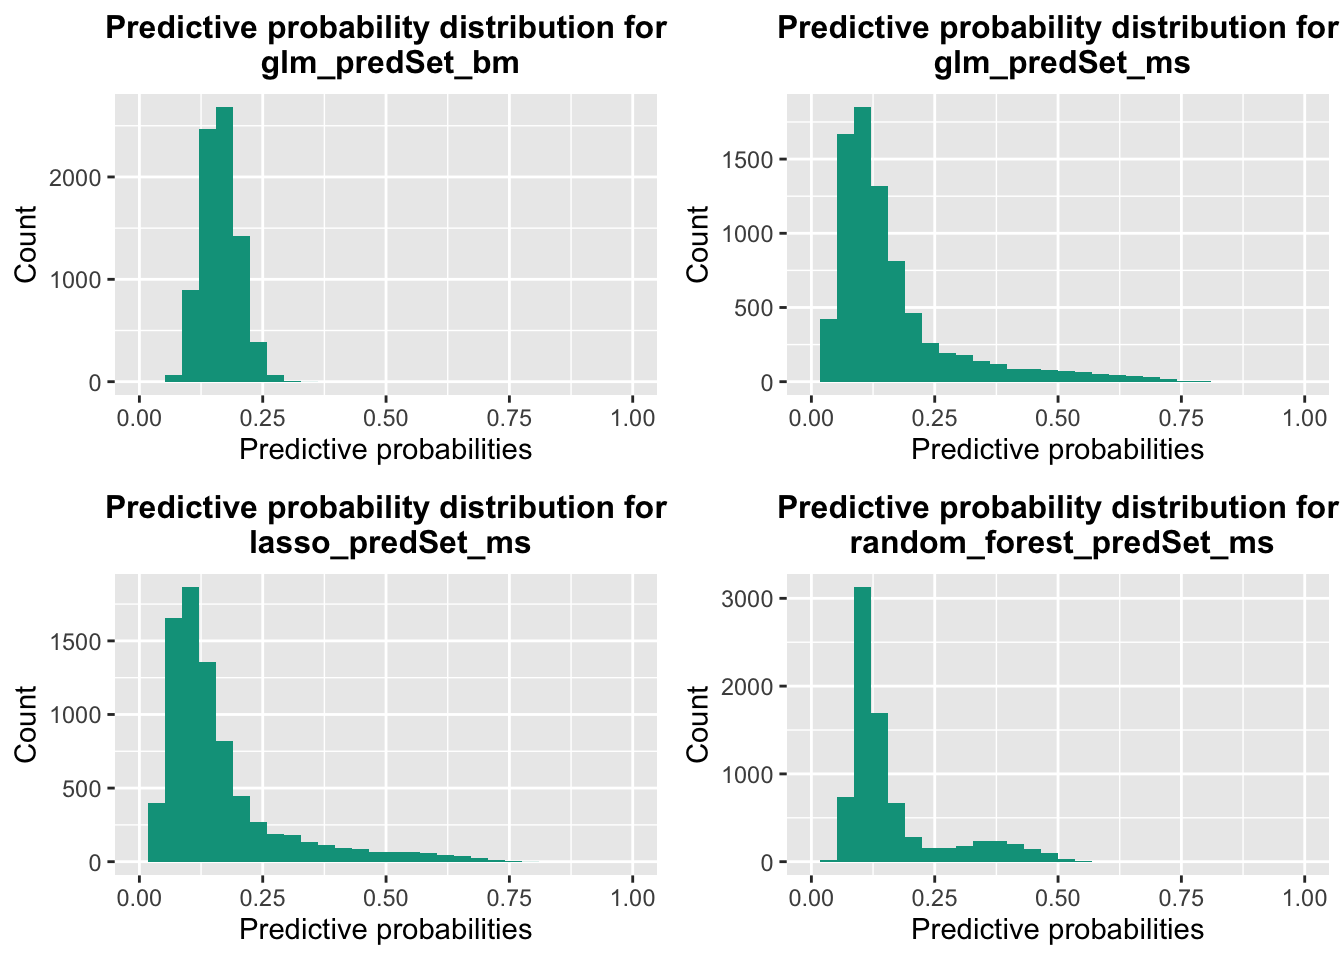 Predictive probability distribution for
glm_predSet_bm
Count
2000
1000
0
0.00 0.25 0.50 0.75 1.00
Predictive probabilities
Predictive probability distribution for
glm_predSet_ms
Count
1500
1000
500
0
0.00 0.25 0.50 0.75 1.00
Predictive probabilities
Predictive probability distribution for
lasso_predSet_ms
Count
1500
1000
500
0
0.00 0.25 0.50 0.75 1.00
Predictive probabilities
Predictive probability distribution for
random_forest_predSet_ms
Count
3000
2000
1000
0
0.00 0.25 0.50 0.75 1.00
Predictive probabilities